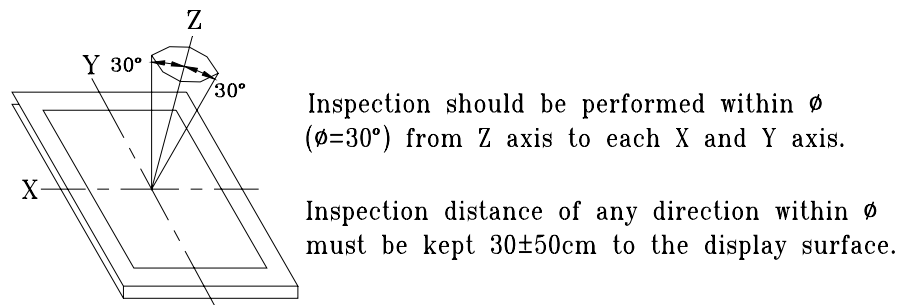 Z
Y 30°
30°
X
Inspection should be performed within ø
(ø=30°) from Z axis to each X and Y axis.
Inspection distance of any direction within ø
must be kept 30±50cm to the display surface.